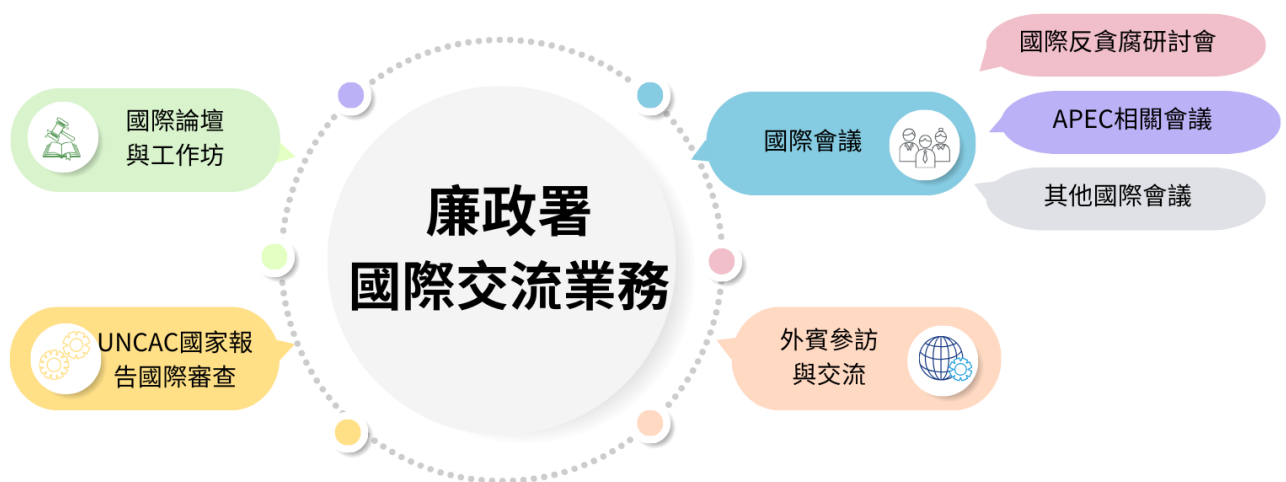 廉政署
國際交流業務
國際論壇
與工作坊
UNCAC國家報
告國際審查
國際會議
國際反貪腐研討會
APEC相關會議
其他國際會議
外賓參訪
與交流